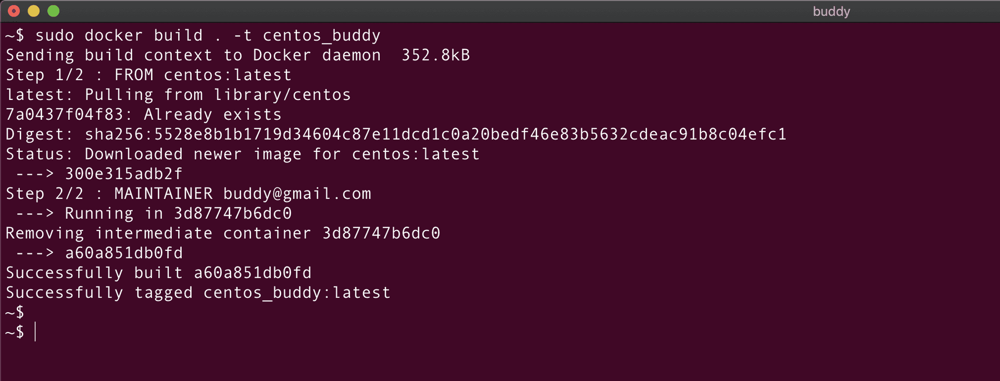 buddy
~$ sudo docker build . -t centos_buddy
Sending build context to Docker daemon  352.8kB
Step 1/2 : FROM centos:latest
latest: Pulling from library/centos
7a0437f04f83: Already exists
Digest: sha256:5528e8b1b1719d34604c87e11dcd1c0a20bedf46e83b5632cdeac91b8c04efc1
Status: Downloaded newer image for centos:latest
 ---> 300e315adb2f
Step 2/2 : MAINTAINER buddy@gmail.com
 ---> Running in 3d87747b6dc0
Removing intermediate container 3d87747b6dc0
 ---> a60a851db0fd
Successfully built a60a851db0fd
Successfully tagged centos_buddy:latest
~$
~$